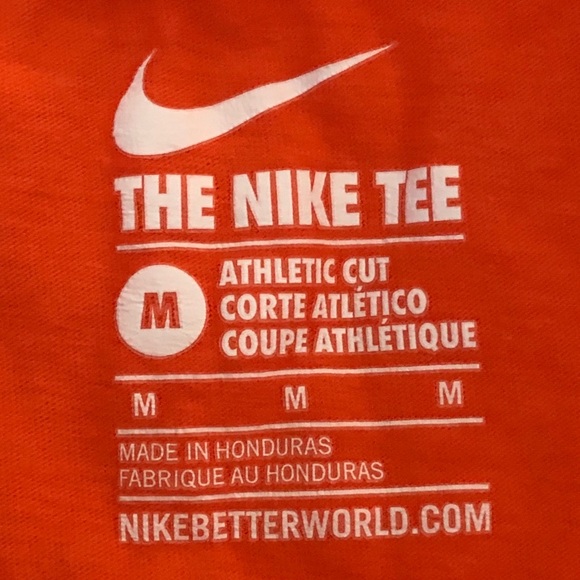 THE NIKE TEE
M
ATHLETIC CUT
CORTE ATLÉTICO
COUPE ATHLÉTIQUE
M M M
MADE IN HONDURAS
FABRIQUE AU HONDURAS
NIKEBETTERWORLD.COM